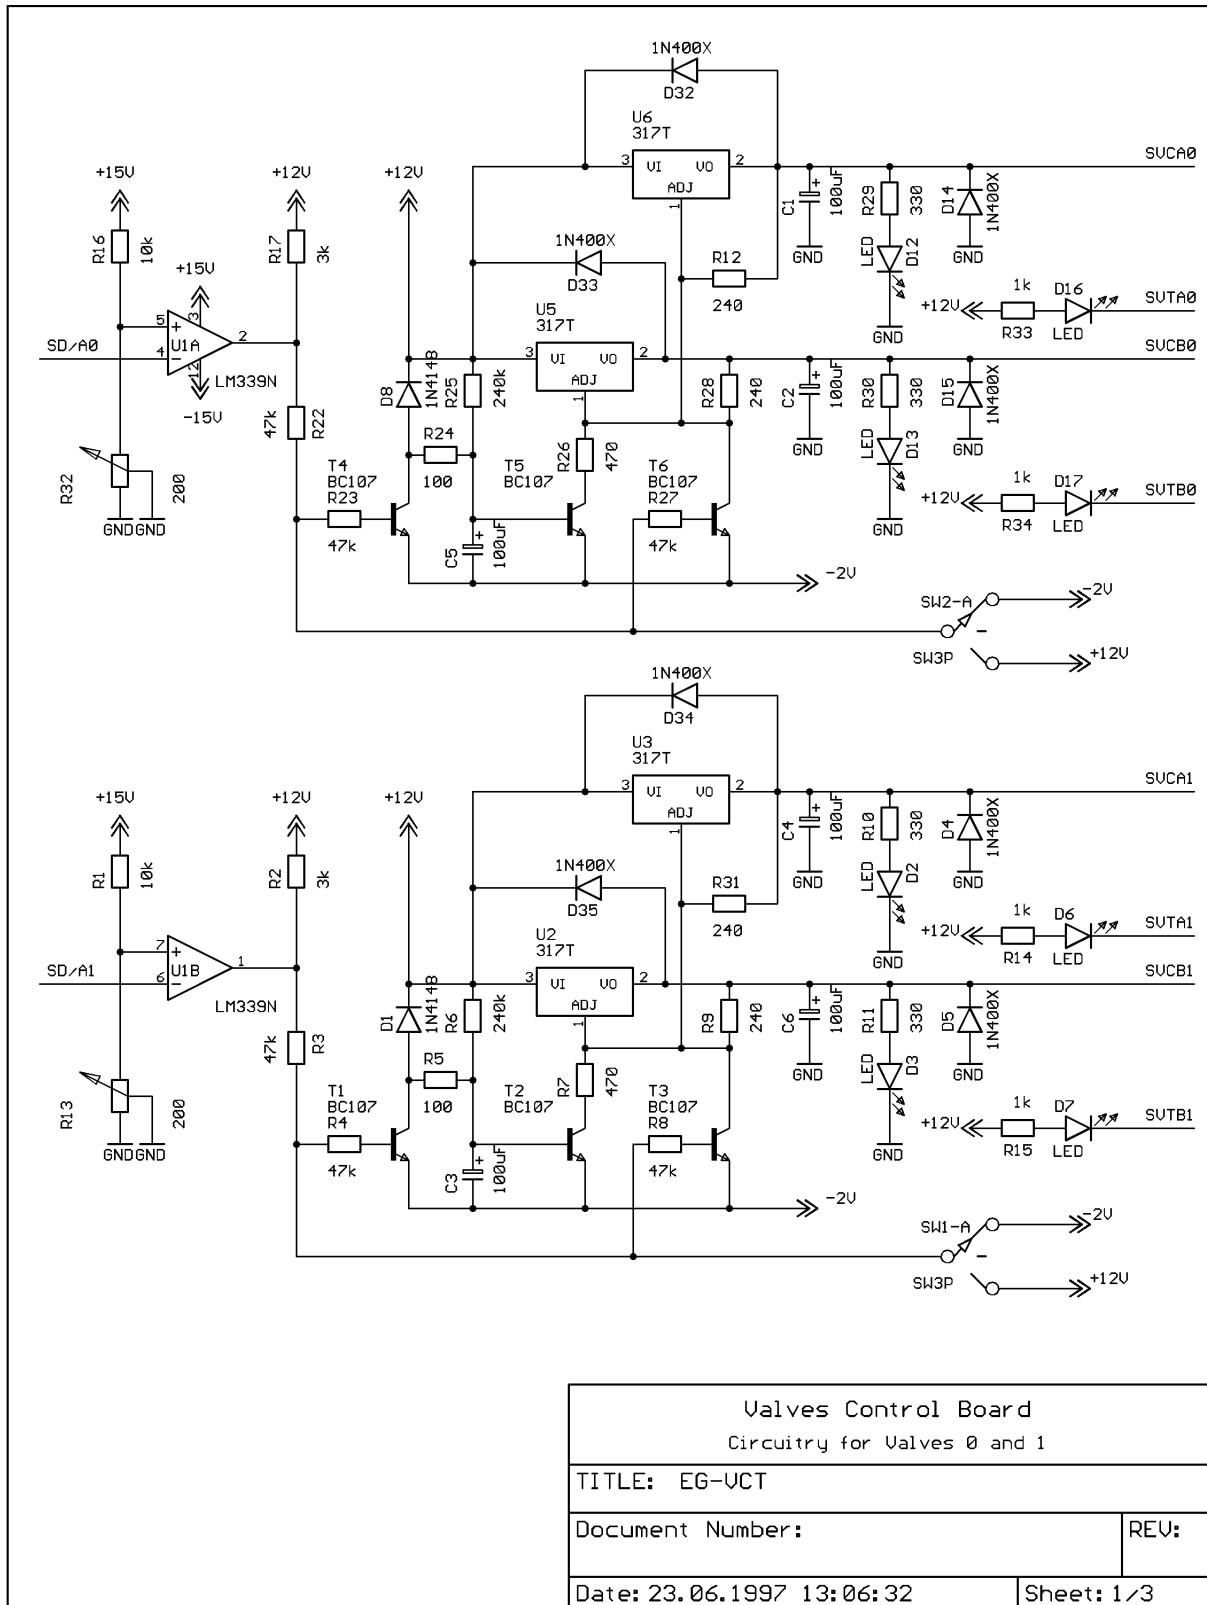 1N400X
D32
U6
317T
3 VI VO 2
ADJ
1
SVCA0
+15V
+12V
+12V
R16
10k
R17
3k
+15V
C1
+
100uF
GND
R29
330
LED
D12
GND
D14
1N400X
GND
1N400X
D33
R12
240
+12V
1k
R33
D16
LED
SVTA0
SD/A0
5 +
4 -
U1A
3
12
2
LM339N
-15V
U5
317T
3 VI VO 2
ADJ
1
SVCB0
D8
1N4148
R25
240k
R28
240
C2
+
100uF
GND
R30
330
LED
D13
GND
D15
1N400X
GND
47k
R22
R24
100
R26
470
R32
200
GND
GND
T4
BC107
R23
47k
T5
BC107
T6
BC107
R27
47k
C5
+
100uF
+12V
1k
R34
D17
LED
SVTB0
-2V
SW2-A
-2V
-
SW3P
+12V
1N400X
D34
U3
317T
3 VI VO 2
ADJ
1
SVCA1
+15V
+12V
+12V
R1
10k
R2
3k
C4
+
100uF
GND
R10
330
LED
D2
GND
D4
1N400X
GND
1N400X
D35
R31
240
+12V
1k
R14
D6
LED
SVTA1
SD/A1
7 +
6 -
U1B
1
LM339N
U2
317T
3 VI VO 2
ADJ
1
SVCB1
D1
1N4148
R6
240k
R9
240
C6
+
100uF
GND
R11
330
LED
D3
GND
D5
1N400X
GND
47k
R3
R5
100
R7
470
R13
200
GND
GND
T1
BC107
R4
47k
T2
BC107
T3
BC107
R8
47k
C3
+
100uF
+12V
1k
R15
D7
LED
SVTB1
-2V
SW1-A
-2V
-
SW3P
+12V
Valves Control Board
Circuitry for Valves 0 and 1
TITLE: EG-VCT
Document Number:
REV:
Date: 23.06.1997 13:06:32
Sheet: 1/3